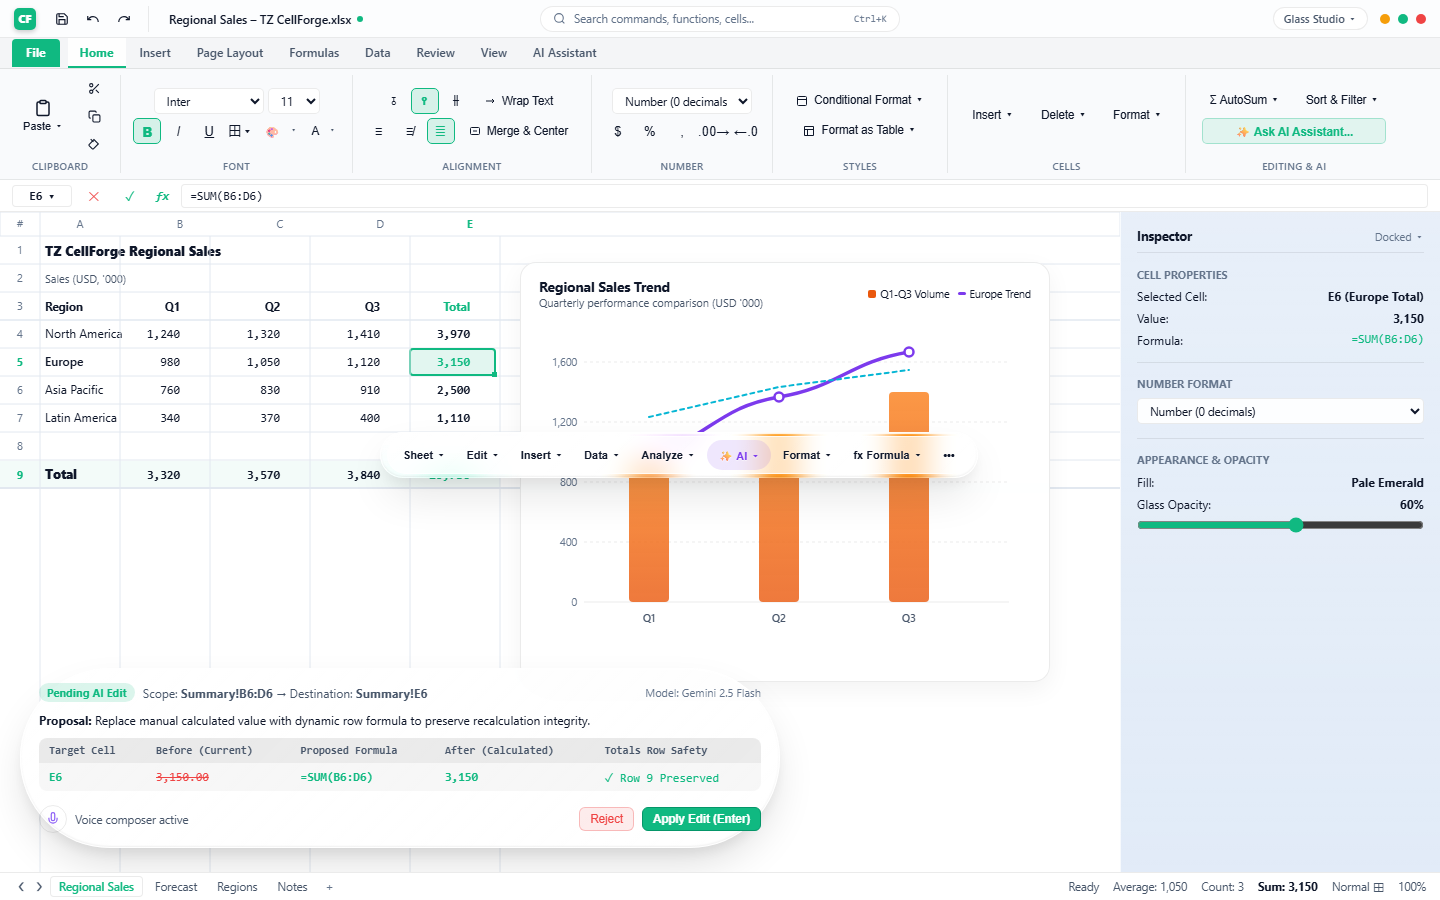 CF
Regional Sales – TZ CellForge.xlsx
Search commands, functions, cells...
Ctrl+K
Glass Studio
File
Home
Insert
Page Layout
Formulas
Data
Review
View
AI Assistant
Paste
CLIPBOARD
Inter
11
B
I
U
A
FONT
Wrap Text
Merge & Center
ALIGNMENT
Number (0 decimals
$
%
,
.00→
←.0
NUMBER
Conditional Format
Format as Table
STYLES
Insert
Delete
Format
CELLS
Σ AutoSum
Sort & Filter
✨ Ask AI Assistant...
EDITING & AI
E6
fx
=SUM(B6:D6)
# A B C D E
1 TZ CellForge Regional Sales
2 Sales (USD, '000)
3 Region Q1 Q2 Q3 Total
4 North America 1,240 1,320 1,410 3,970
5 Europe 980 1,050 1,120 3,150
6 Asia Pacific 760 830 910 2,500
7 Latin America 340 370 400 1,110
8
9 Total 3,320 3,570 3,840
Regional Sales Trend
Quarterly performance comparison (USD '000)
Q1-Q3 Volume
Europe Trend
1,600
1,200
800
400
0
Q1
Q2
Q3
Sheet
Edit
Insert
Data
Analyze
✨ AI
Format
fx Formula
•••
Inspector
Docked
CELL PROPERTIES
Selected Cell: E6 (Europe Total)
Value: 3,150
Formula: =SUM(B6:D6)
NUMBER FORMAT
Number (0 decimals)
APPEARANCE & OPACITY
Fill: Pale Emerald
Glass Opacity: 60%
Pending AI Edit
Scope: Summary!B6:D6 → Destination: Summary!E6
Model: Gemini 2.5 Flash
Proposal: Replace manual calculated value with dynamic row formula to preserve recalculation integrity.
Target Cell Before (Current) Proposed Formula After (Calculated) Totals Row Safety
E6 3,150.00 =SUM(B6:D6) 3,150 ✓ Row 9 Preserved
Voice composer active
Reject
Apply Edit (Enter)
Regional Sales
Forecast
Regions
Notes
+
Ready
Average: 1,050
Count: 3
Sum: 3,150
Normal
100%